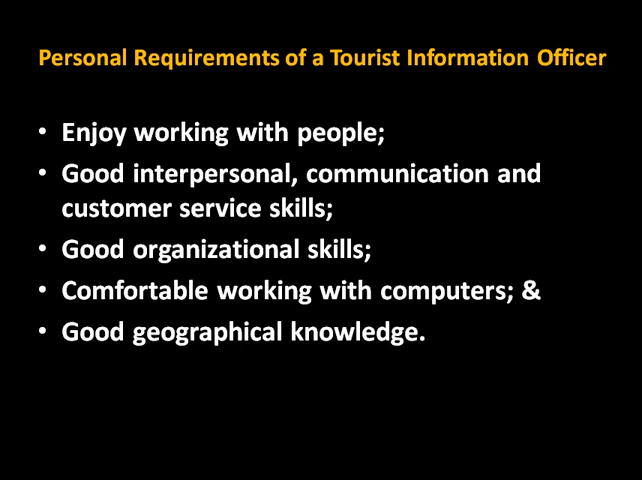 Personal Requirements of a Tourist Information Officer
• Enjoy working with people;
• Good interpersonal, communication and
customer service skills;
• Good organizational skills;
• Comfortable working with computers; &
• Good geographical knowledge.